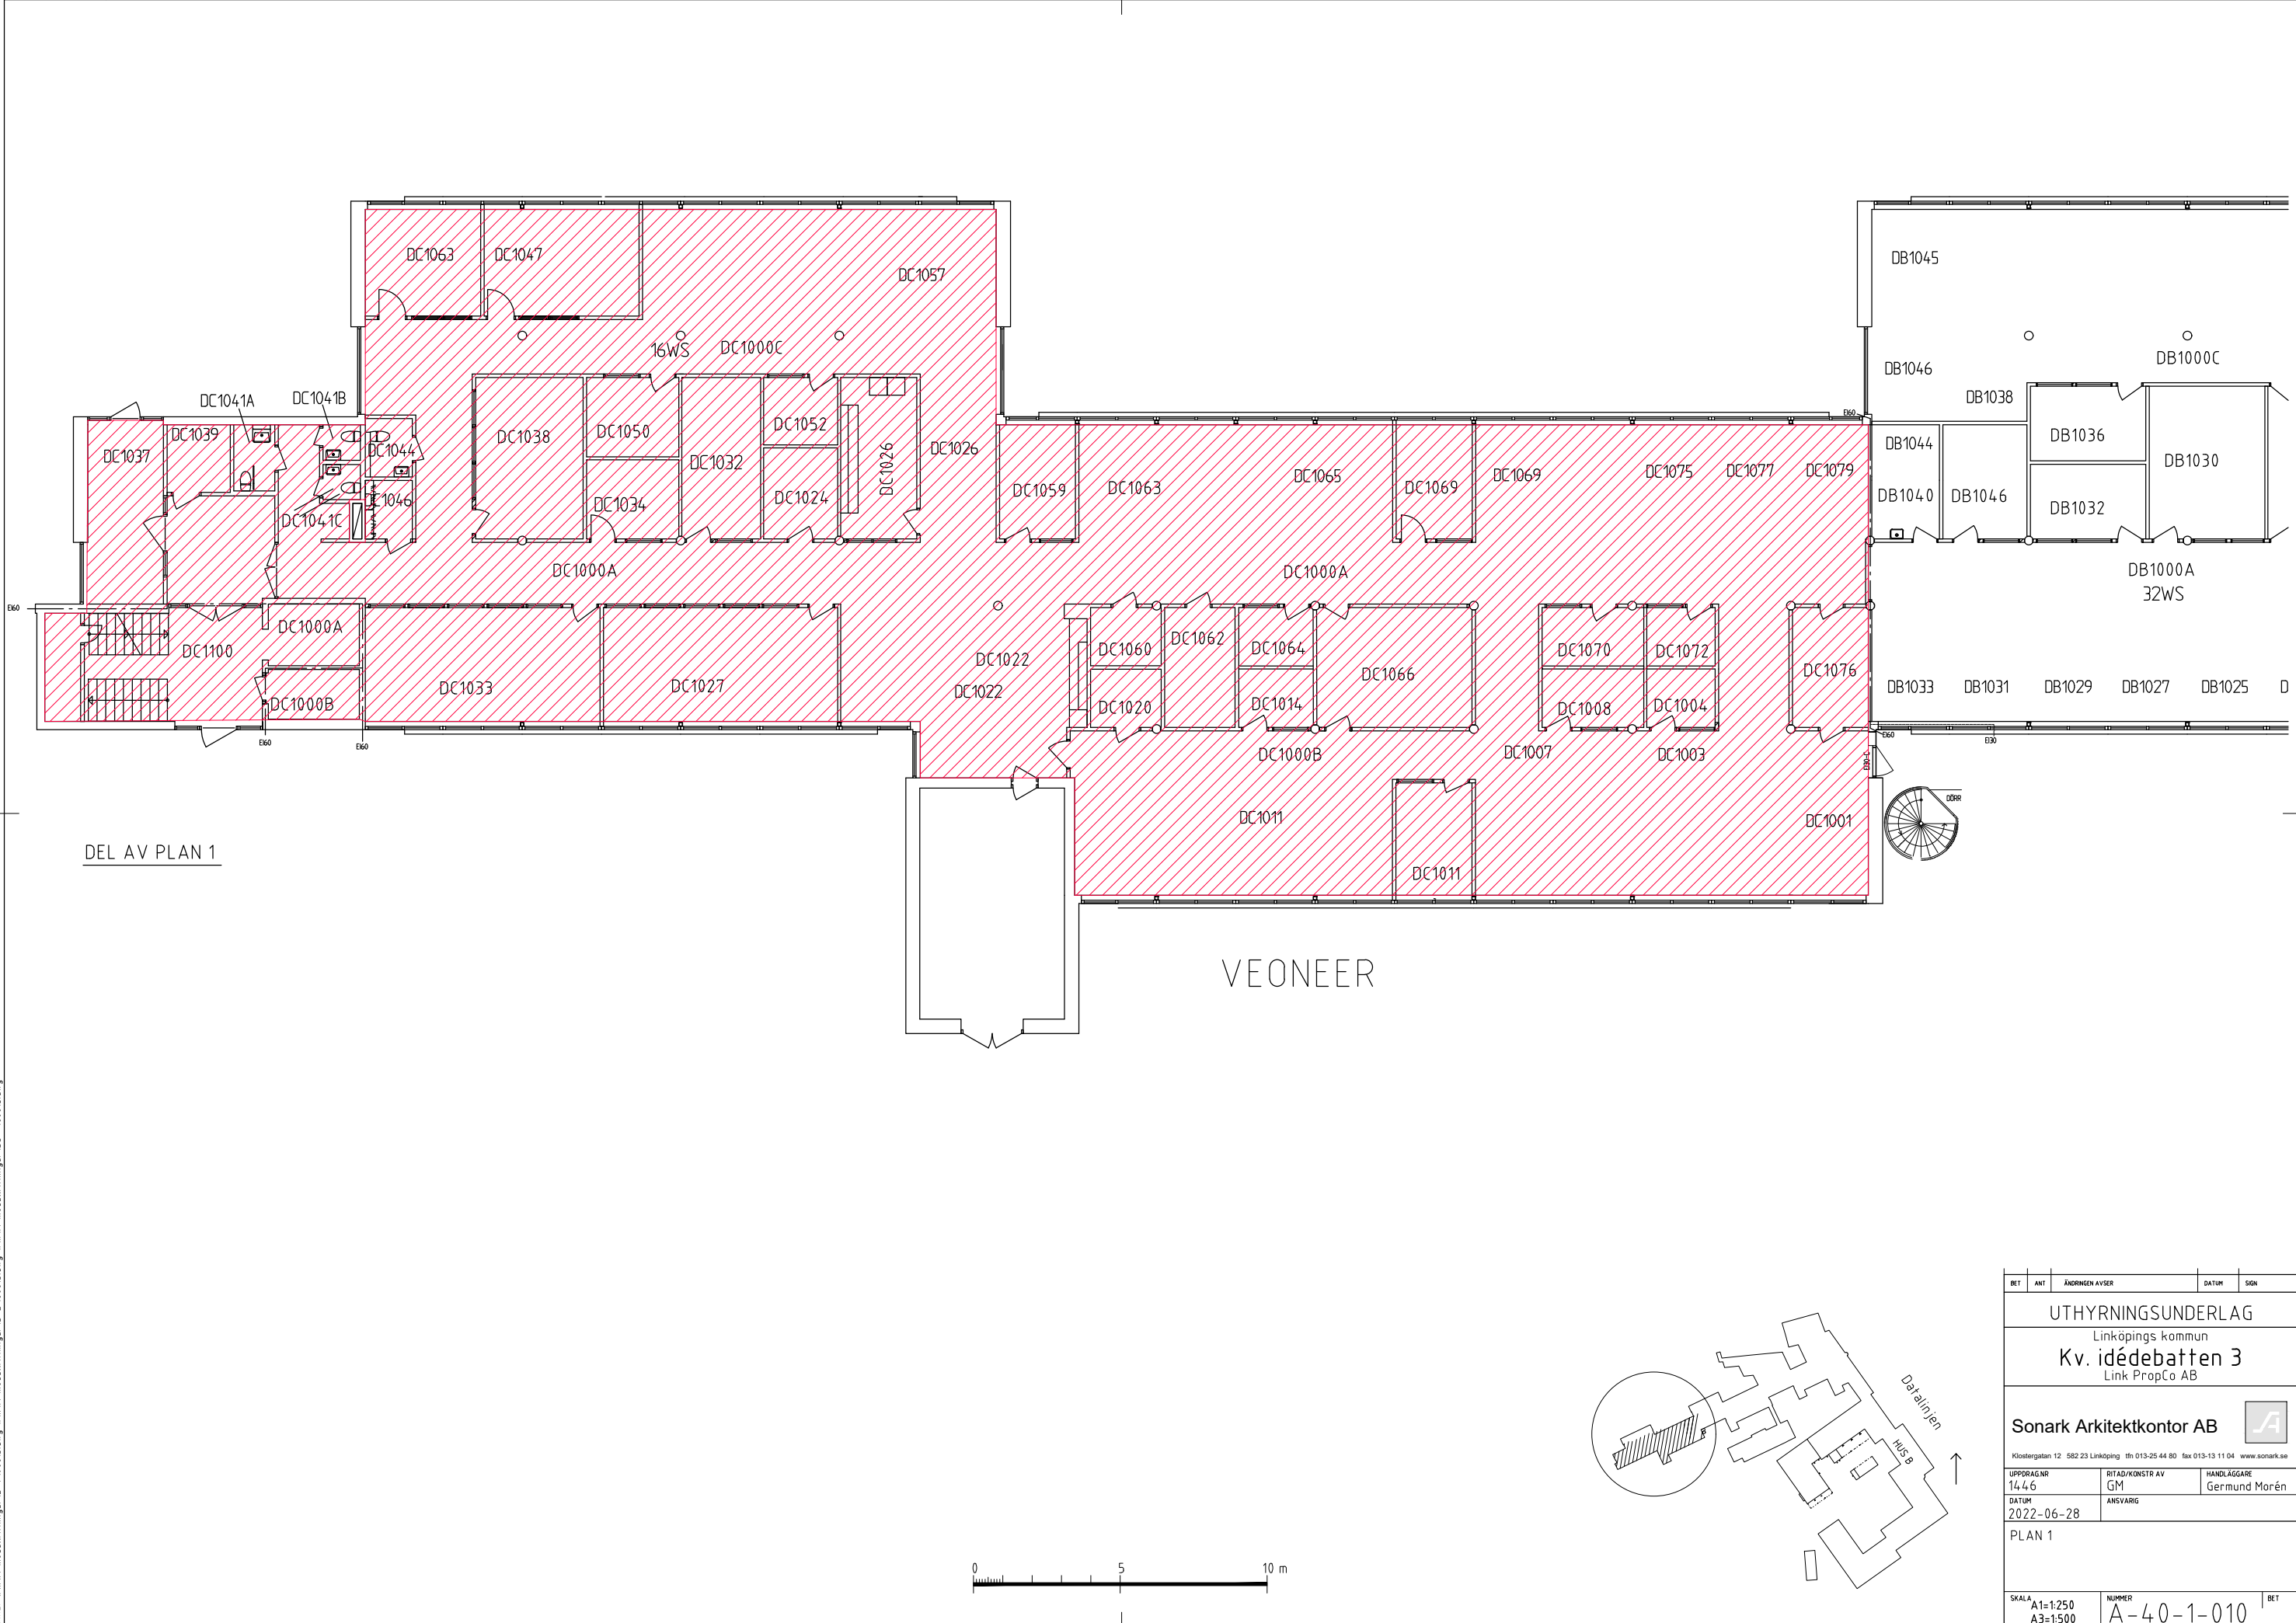 DC1063
DC1047
DC1057
16WS
DC1000C
DC1041A
DC1041B
DC1039
DC1037
DC1044
DC1046
DC1041C
DC1038
DC1050
DC1034
DC1032
DC1052
DC1024
DC1026
DC1026
DC1059
DC1063
DC1065
DC1069
DC1069
DC1075
DC1077
DC1079
EI60
DB1045
DB1000C
DB1046
DB1038
DB1044
DB1040
DB1046
DB1036
DB1032
DB1030
DC1000A
DC1000A
DB1000A
32WS
EI60
DC1100
DC1000A
DC1000B
EI60
EI60
DC1033
DC1027
DC1022
DC1022
DC1060
DC1020
DC1062
DC1064
DC1014
DC1066
DC1070
DC1008
DC1072
DC1004
DC1076
DB1033
DB1031
DB1029
DB1027
DB1025
D
EI60
EI30
DC1000B
DC1007
DC1003
DC1011
DC1011
DC1001
EI30-C
DÖRR
DEL AV PLAN 1
VEONEER
Datalinjen
HUS B
0 5 10 m
BET ANT ÄNDRINGEN AVSER DATUM SIGN
UTHYRNINGSUNDERLAG
Linköpings kommun
Kv. idédebatten 3
Link PropCo AB
Sonark Arkitektkontor AB
Klostergatan 12 582 23 Linköping tfn 013-25 44 80 fax 013-13 11 04 www.sonark.se
UPPDRAG.NR RITAD/KONSTR AV HANDLÄGGARE
1446 GM Germund Morén
DATUM ANSVARIG
2022-06-28
PLAN 1
SKALA NUMMER BET
A1=1:250
A3=1:500
A-40-1-010